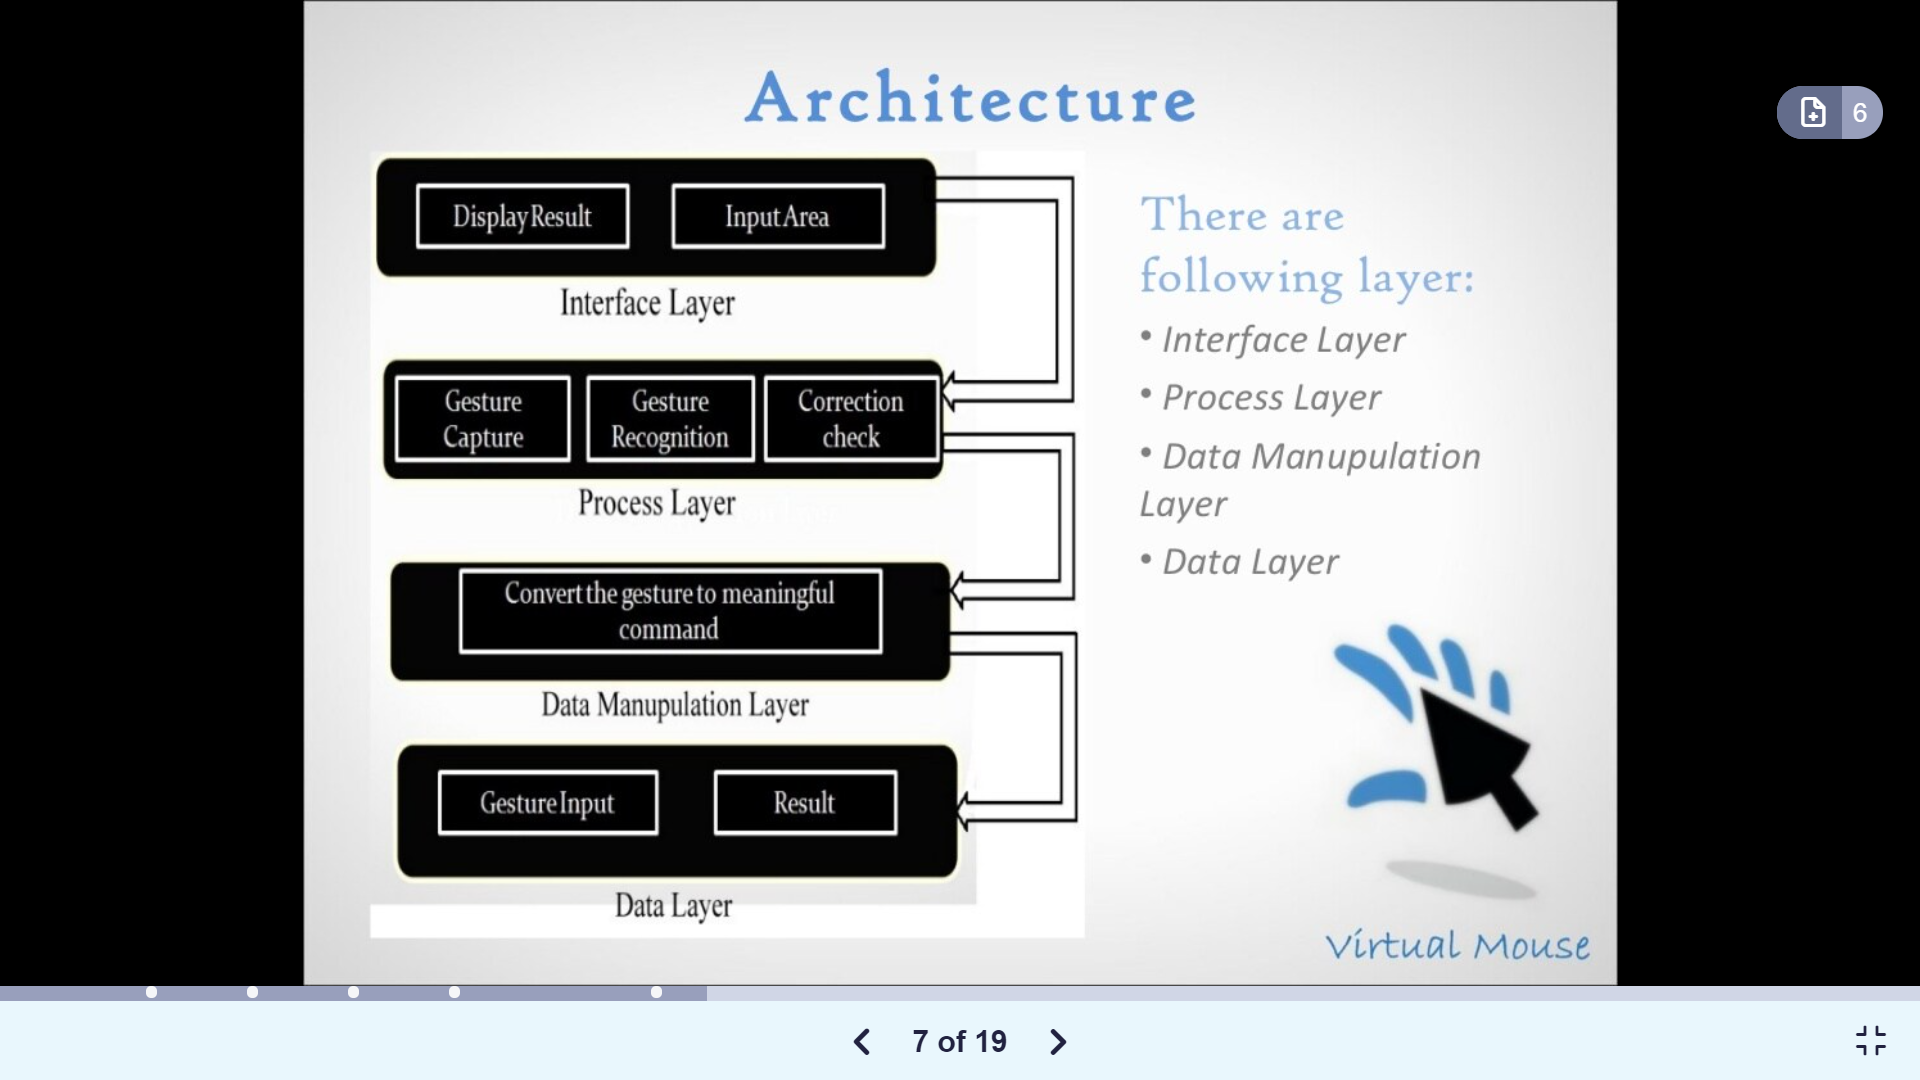 Architecture
6
Display Result
Input Area
Interface Layer
Gesture
Capture
Gesture
Recognition
Correction
check
Process Layer
Convert the gesture to meaningful
command
Data Manupulation Layer
Gesture Input
Result
Data Layer
There are
following layer:
• Interface Layer
• Process Layer
• Data Manupulation
Layer
• Data Layer
Virtual Mouse
7 of 19